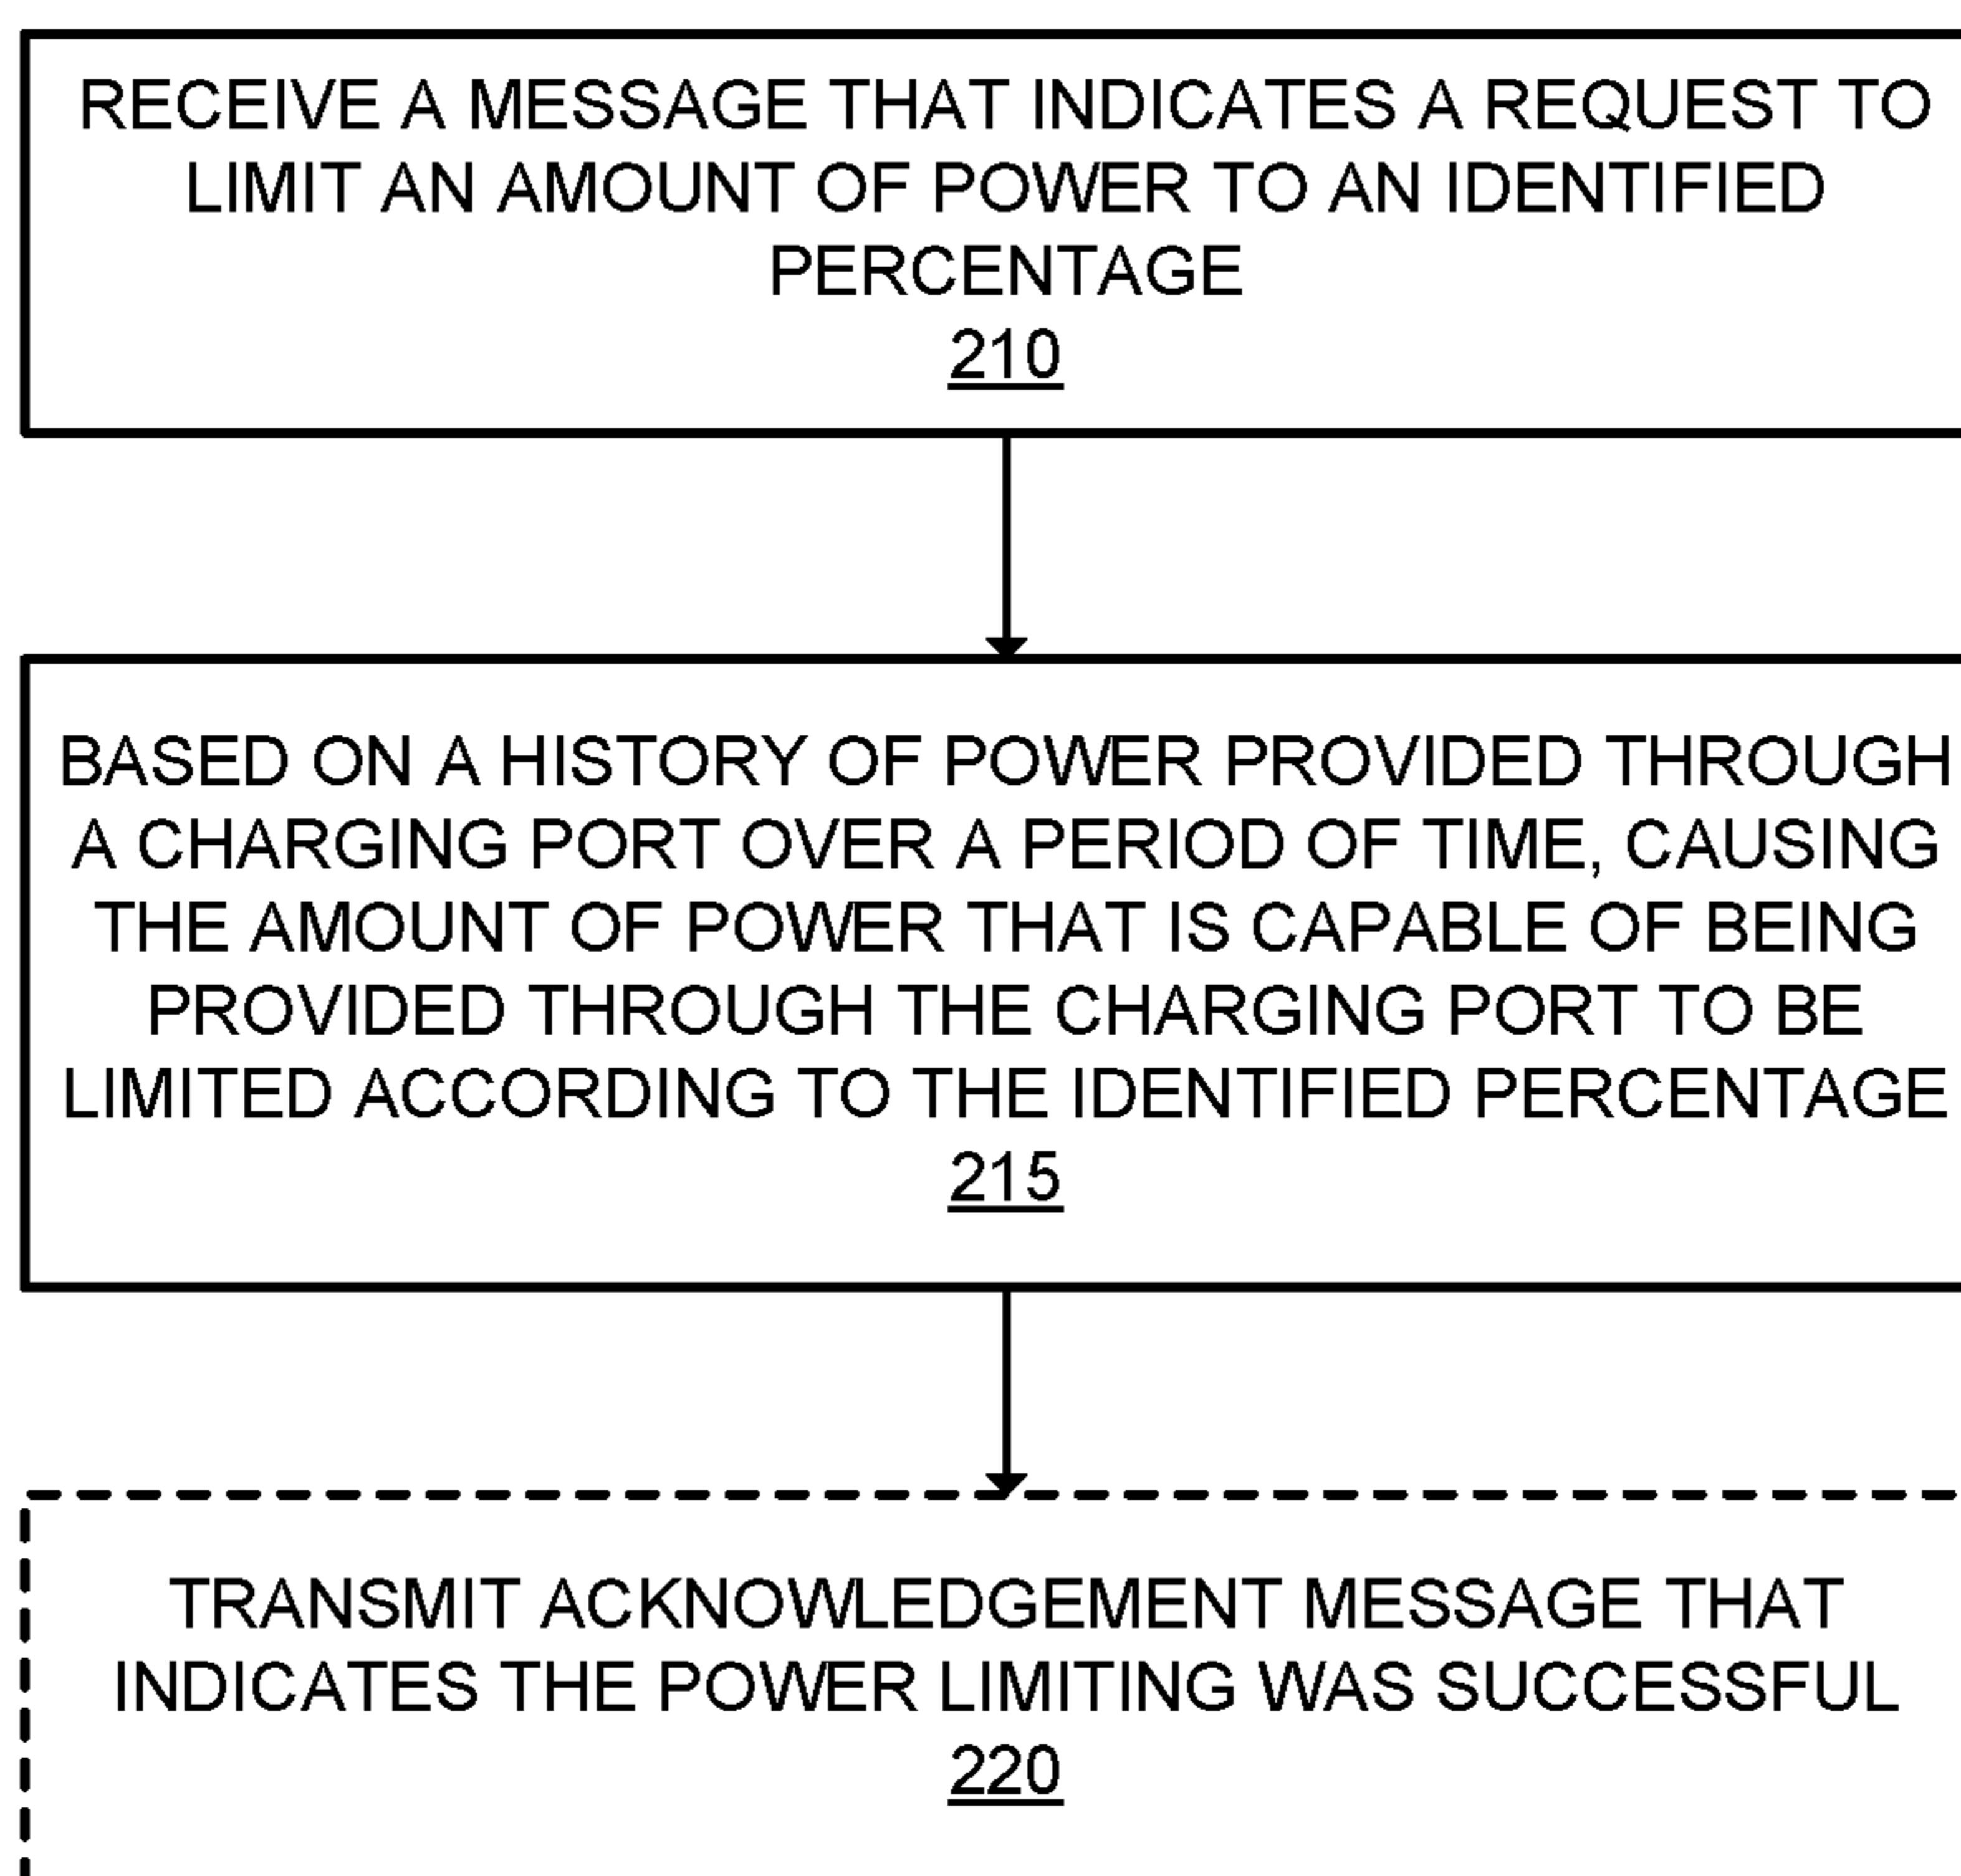 RECEIVE A MESSAGE THAT INDICATES A REQUEST TO
LIMIT AN AMOUNT OF POWER TO AN IDENTIFIED
PERCENTAGE
210
BASED ON A HISTORY OF POWER PROVIDED THROUGH
A CHARGING PORT OVER A PERIOD OF TIME, CAUSING
THE AMOUNT OF POWER THAT IS CAPABLE OF BEING
PROVIDED THROUGH THE CHARGING PORT TO BE
LIMITED ACCORDING TO THE IDENTIFIED PERCENTAGE
215
TRANSMIT ACKNOWLEDGEMENT MESSAGE THAT
INDICATES THE POWER LIMITING WAS SUCCESSFUL
220